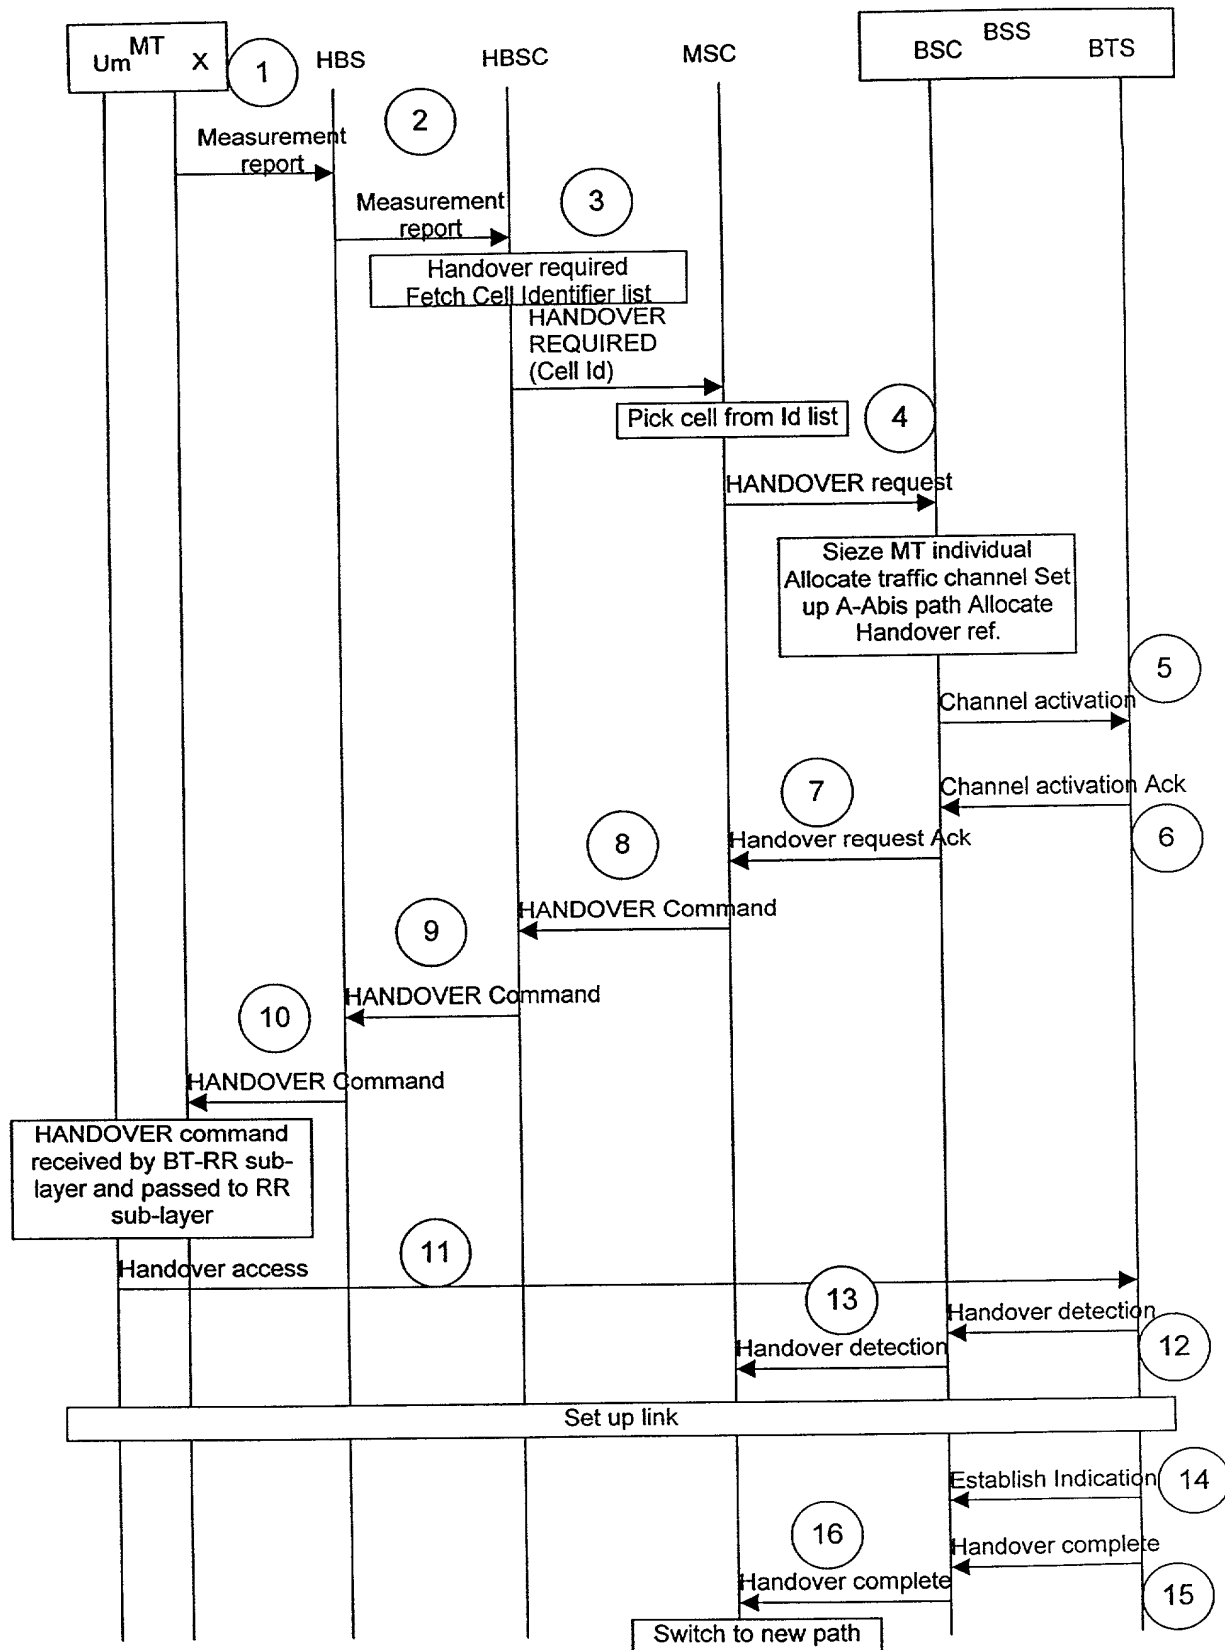 MT
Um
X
1
HBS
HBSC
MSC
BSS
BSC
BTS
2
Measurement
report
3
Measurement
report
Handover required
Fetch Cell Identifier list
HANDOVER
REQUIRED
(Cell Id)
Pick cell from Id list
4
HANDOVER request
Sieze MT individual
Allocate traffic channel Set
up A-Abis path Allocate
Handover ref.
5
Channel activation
7
Channel activation Ack
6
8
Handover request Ack
9
HANDOVER Command
10
HANDOVER Command
HANDOVER Command
HANDOVER command
received by BT-RR sub-
layer and passed to RR
sub-layer
11
Handover access
13
Handover detection
12
Handover detection
Set up link
Establish Indication
14
16
Handover complete
15
Handover complete
Switch to new path